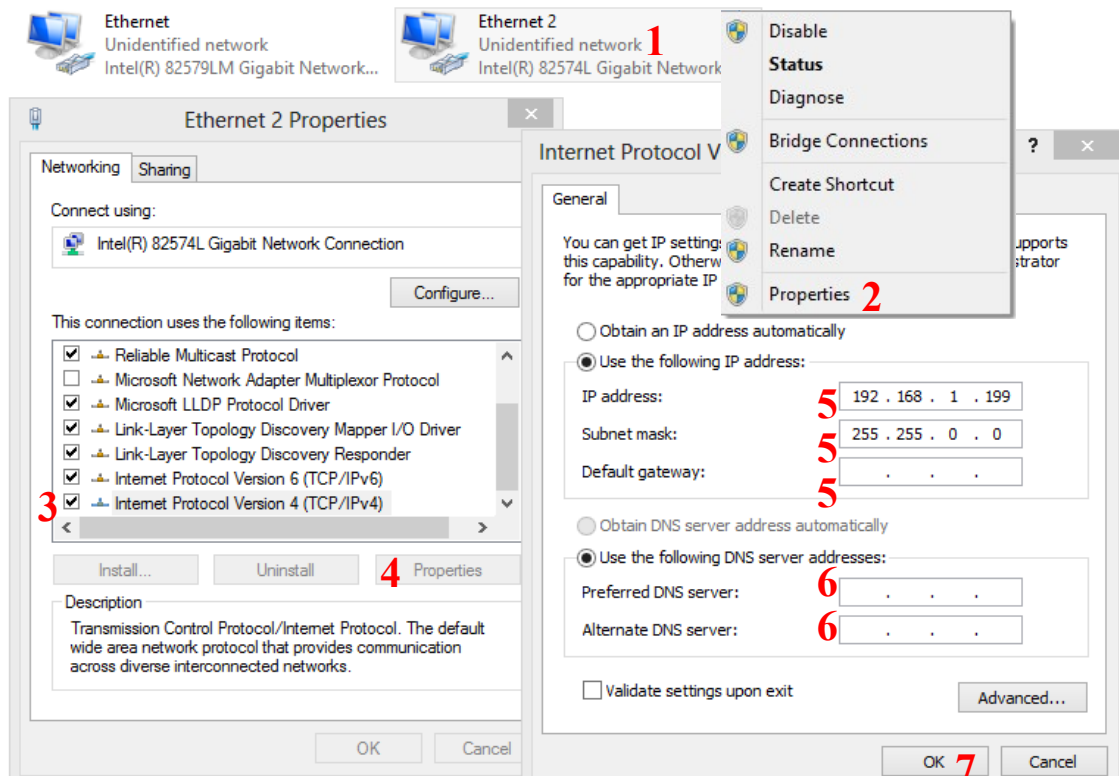 Ethernet
Unidentified network
Intel(R) 82579LM Gigabit Network...
Ethernet 2
Unidentified network 1
Intel(R) 82574L Gigabit Network
Disable
Status
Diagnose
Bridge Connections
Create Shortcut
Delete
Rename
Properties 2
Ethernet 2 Properties
Networking
Sharing
Connect using:
Intel(R) 82574L Gigabit Network Connection
Configure...
This connection uses the following items:
Reliable Multicast Protocol
Microsoft Network Adapter Multiplexor Protocol
Microsoft LLDP Protocol Driver
Link-Layer Topology Discovery Mapper I/O Driver
Link-Layer Topology Discovery Responder
Internet Protocol Version 6 (TCP/IPv6)
3 Internet Protocol Version 4 (TCP/IPv4)
Install...
Uninstall
4 Properties
Description
Transmission Control Protocol/Internet Protocol. The default
wide area network protocol that provides communication
across diverse interconnected networks.
OK
Cancel
Internet Protocol V
?
General
You can get IP settings upports
this capability. Otherw strator
for the appropriate IP
Obtain an IP address automatically
Use the following IP address:
IP address: 5 192 . 168 . 1 . 199
Subnet mask: 5 255 . 255 . 0 . 0
Default gateway: 5 . . .
Obtain DNS server address automatically
Use the following DNS server addresses:
Preferred DNS server: 6 . . .
Alternate DNS server: 6 . . .
Validate settings upon exit
Advanced...
OK 7
Cancel